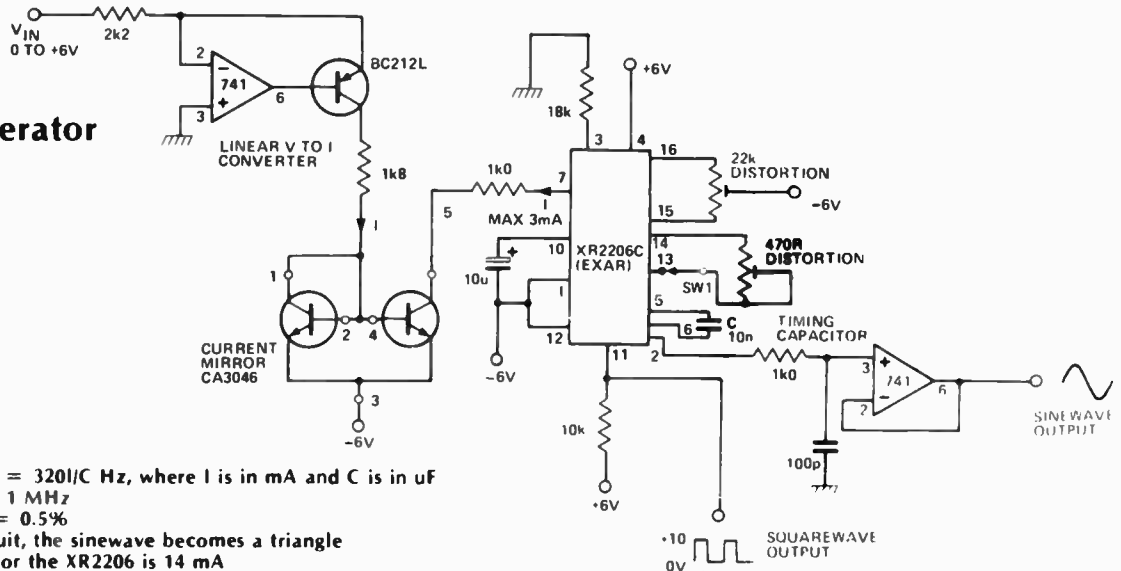 V IN
0 TO +6V
2k2
2
741
6
3
BC212L
erator
LINEAR V TO I
CONVERTER
1k8
I
1
2
4
5
CURRENT
MIRROR
CA3046
3
-6V
18k
+6V
3
4
1k0
7
I
MAX 3mA
10
10u
1
12
-6V
XR2206C
(EXAR)
16
22k
DISTORTION
15
-6V
14
470R
DISTORTION
13
SW1
5
6
C
10n
2
TIMING
CAPACITOR
11
10k
+6V
1k0
3
741
6
2
100p
SINEWAVE
OUTPUT
+10
0V
SQUAREWAVE
OUTPUT
= 320I/C Hz, where I is in mA and C is in uF
1 MHz
= 0.5%
uit, the sinewave becomes a triangle
or the XR2206 is 14 mA